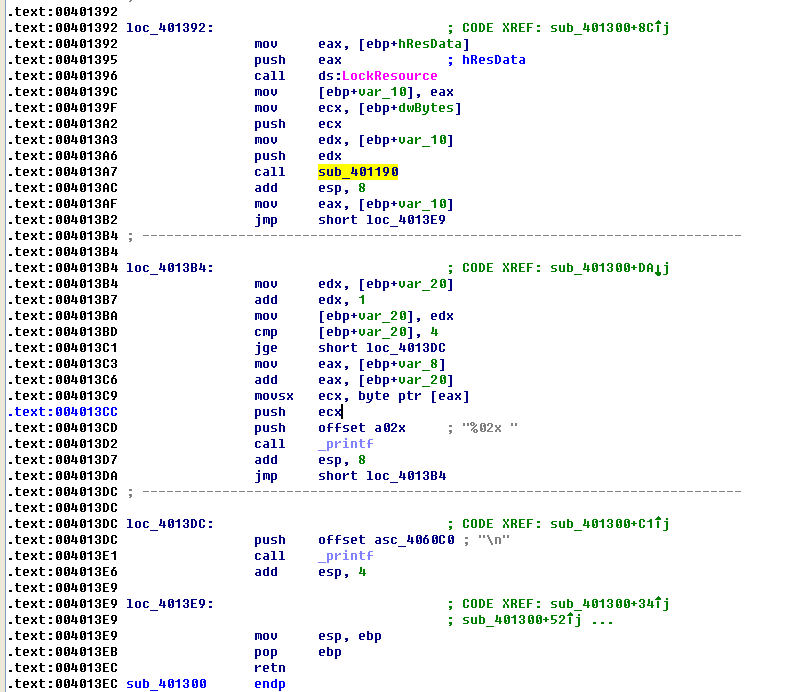 .text:00401392
.text:00401392 loc_401392: ; CODE XREF: sub_401300+8C↑j
.text:00401392 mov eax, [ebp+hResData]
.text:00401395 push eax ; hResData
.text:00401396 call ds:LockResource
.text:0040139C mov [ebp+var_10], eax
.text:0040139F mov ecx, [ebp+dwBytes]
.text:004013A2 push ecx
.text:004013A3 mov edx, [ebp+var_10]
.text:004013A6 push edx
.text:004013A7 call sub_401190
.text:004013AC add esp, 8
.text:004013AF mov eax, [ebp+var_10]
.text:004013B2 jmp short loc_4013E9
.text:004013B4 ; ---------------------------------------------------------------------------
.text:004013B4
.text:004013B4 loc_4013B4: ; CODE XREF: sub_401300+DA↓j
.text:004013B4 mov edx, [ebp+var_20]
.text:004013B7 add edx, 1
.text:004013BA mov [ebp+var_20], edx
.text:004013BD cmp [ebp+var_20], 4
.text:004013C1 jge short loc_4013DC
.text:004013C3 mov eax, [ebp+var_8]
.text:004013C6 add eax, [ebp+var_20]
.text:004013C9 movsx ecx, byte ptr [eax]
.text:004013CC push ecx
.text:004013CD push offset a02x ; "%02x "
.text:004013D2 call _printf
.text:004013D7 add esp, 8
.text:004013DA jmp short loc_4013B4
.text:004013DC ; ---------------------------------------------------------------------------
.text:004013DC
.text:004013DC loc_4013DC: ; CODE XREF: sub_401300+C1↑j
.text:004013DC push offset asc_4060C0 ; "\n"
.text:004013E1 call _printf
.text:004013E6 add esp, 4
.text:004013E9
.text:004013E9 loc_4013E9: ; CODE XREF: sub_401300+34↑j
.text:004013E9 ; sub_401300+52↑j ...
.text:004013E9 mov esp, ebp
.text:004013EB pop ebp
.text:004013EC retn
.text:004013EC sub_401300 endp